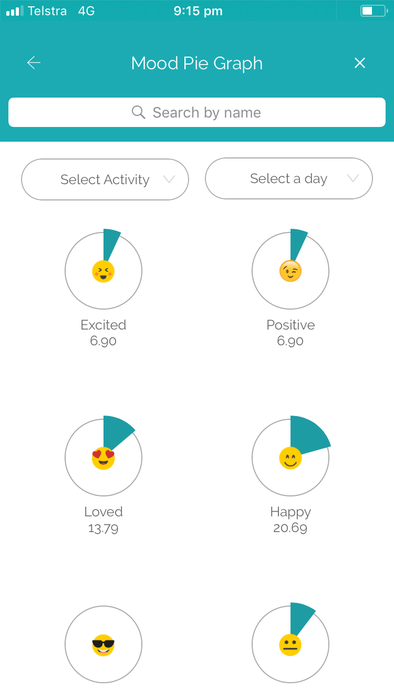 Telstra 4G 9:15 pm
Mood Pie Graph
Search by name
Select Activity Select a day
Excited Positive
6.90 6.90
Loved Happy
13.79 20.69